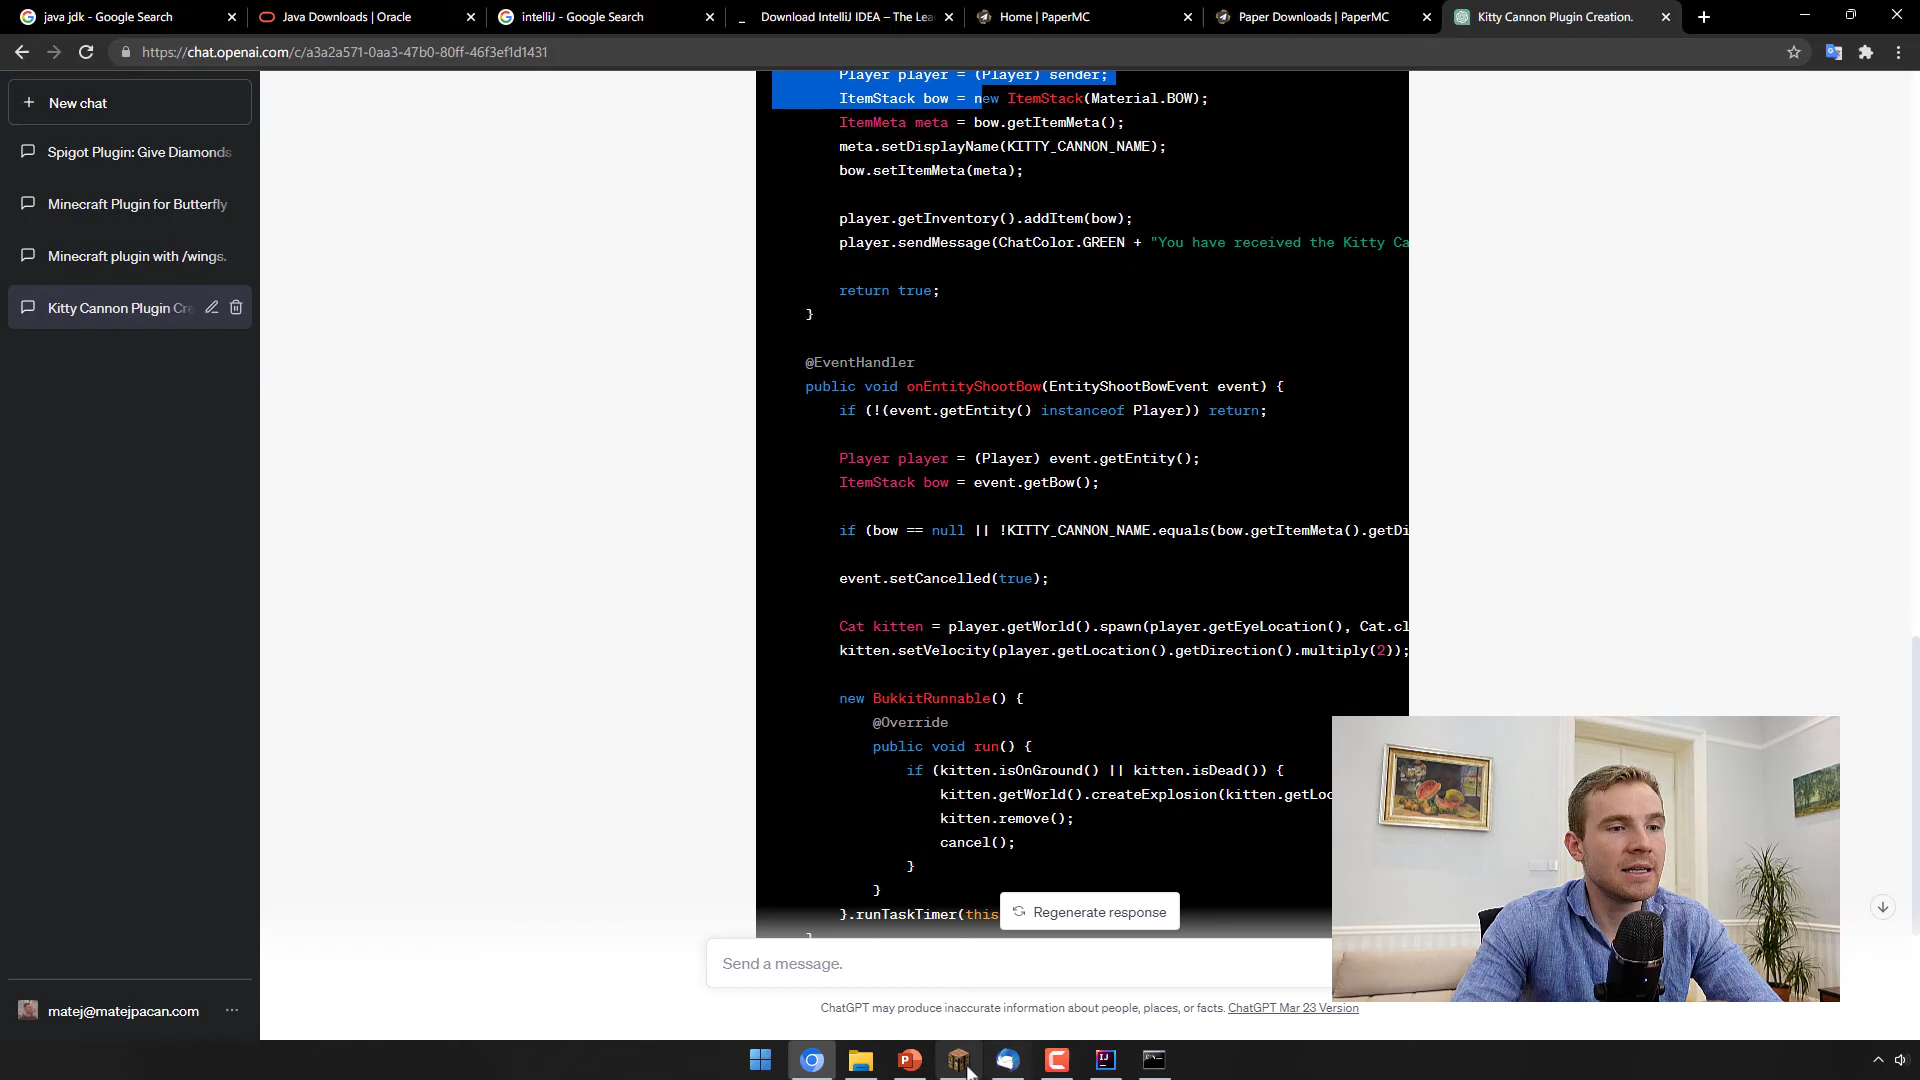 java jdk - Google Search
Java Downloads | Oracle
intelliJ - Google Search
Download IntelliJ IDEA – The Lea
Home | PaperMC
Paper Downloads | PaperMC
Kitty Cannon Plugin Creation.
https://chat.openai.com/c/a3a2a571-0aa3-47b0-80ff-46f3ef1d1431
New chat
Spigot Plugin: Give Diamonds
Minecraft Plugin for Butterfly
Minecraft plugin with /wings.
Kitty Cannon Plugin Cre
matej@matejpacan.com
Player player = (Player) sender;
ItemStack bow = new ItemStack(Material.BOW);
ItemMeta meta = bow.getItemMeta();
meta.setDisplayName(KITTY_CANNON_NAME);
bow.setItemMeta(meta);
player.getInventory().addItem(bow);
player.sendMessage(ChatColor.GREEN + "You have received the Kitty Ca
return true;
}
@EventHandler
public void onEntityShootBow(EntityShootBowEvent event) {
if (!(event.getEntity() instanceof Player)) return;
Player player = (Player) event.getEntity();
ItemStack bow = event.getBow();
if (bow == null || !KITTY_CANNON_NAME.equals(bow.getItemMeta().getDi
event.setCancelled(true);
Cat kitten = player.getWorld().spawn(player.getEyeLocation(), Cat.cl
kitten.setVelocity(player.getLocation().getDirection().multiply(2));
new BukkitRunnable() {
@Override
public void run() {
if (kitten.isOnGround() || kitten.isDead()) {
kitten.getWorld().createExplosion(kitten.getLoc
kitten.remove();
cancel();
}
}
}.runTaskTimer(this
Regenerate response
Send a message.
ChatGPT may produce inaccurate information about people, places, or facts. ChatGPT Mar 23 Version